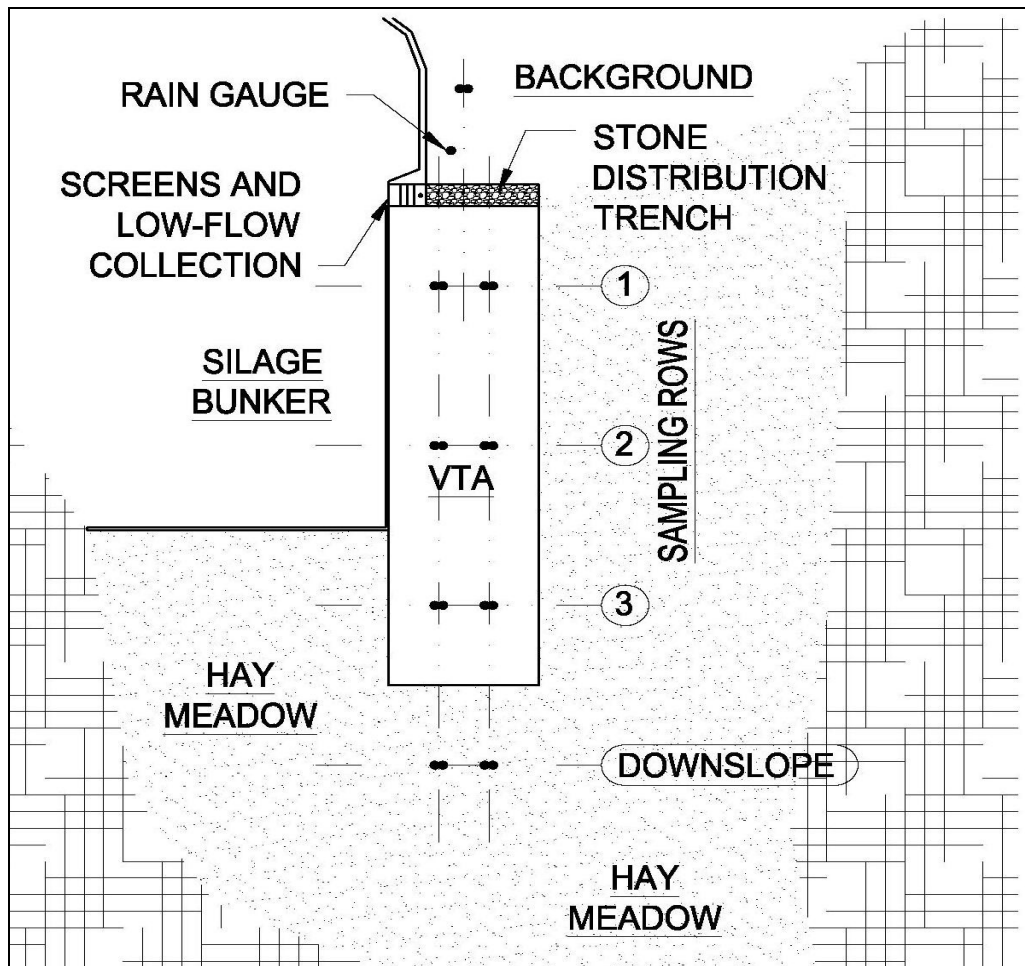 RAIN GAUGE
BACKGROUND
STONE
DISTRIBUTION
TRENCH
SCREENS AND
LOW-FLOW
COLLECTION
1
SILAGE
BUNKER
2
VTA
SAMPLING ROWS
3
HAY
MEADOW
DOWNSLOPE
HAY
MEADOW